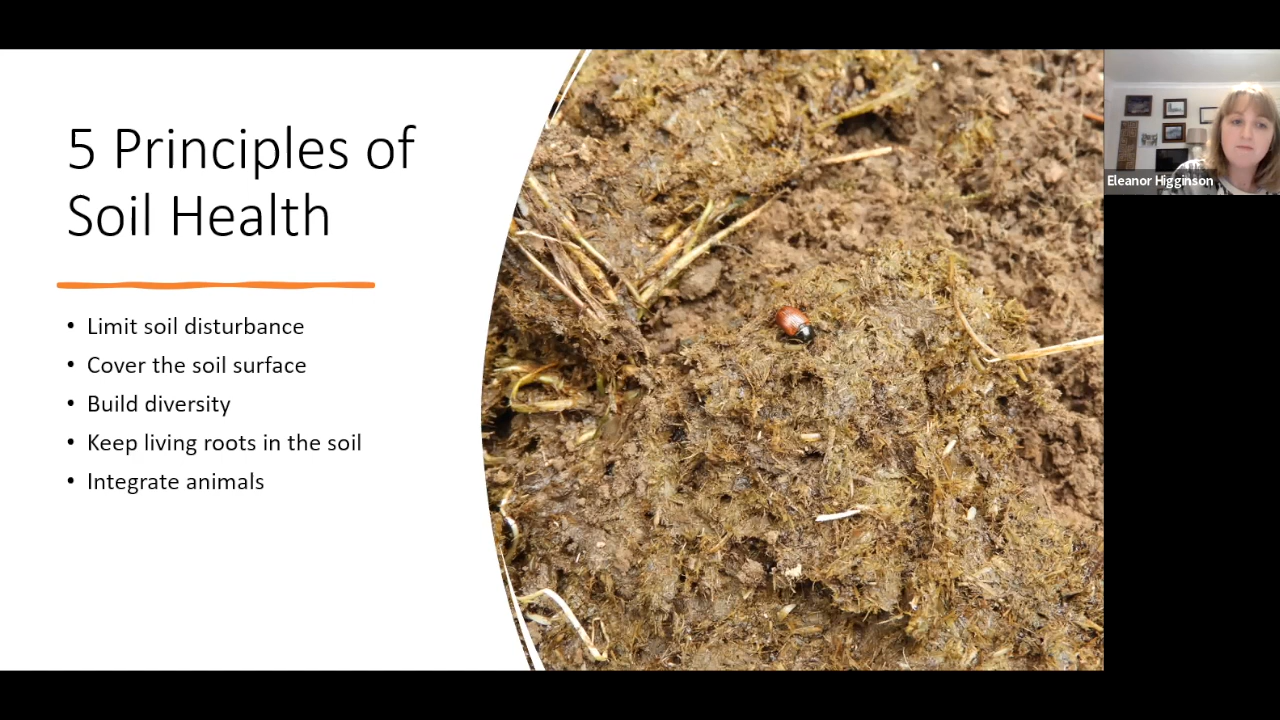 5 Principles of
Soil Health
• Limit soil disturbance
• Cover the soil surface
• Build diversity
• Keep living roots in the soil
• Integrate animals
Eleanor Higginson